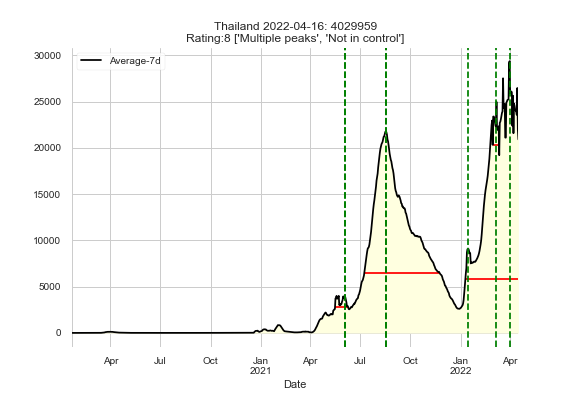 Thailand 2022-04-16: 4029959
Rating:8 ['Multiple peaks', 'Not in control']
30000
Average-7d
25000
20000
15000
10000
5000
0
Apr Jul Oct Jan Apr Jul Oct Jan Apr
2021 2022
Date